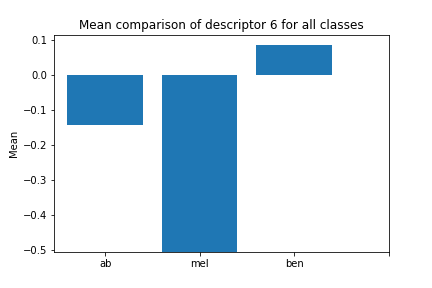 Mean comparison of descriptor 6 for all classes
0.1
0.0
−0.1
−0.2
−0.3
−0.4
−0.5
Mean
ab
mel
ben